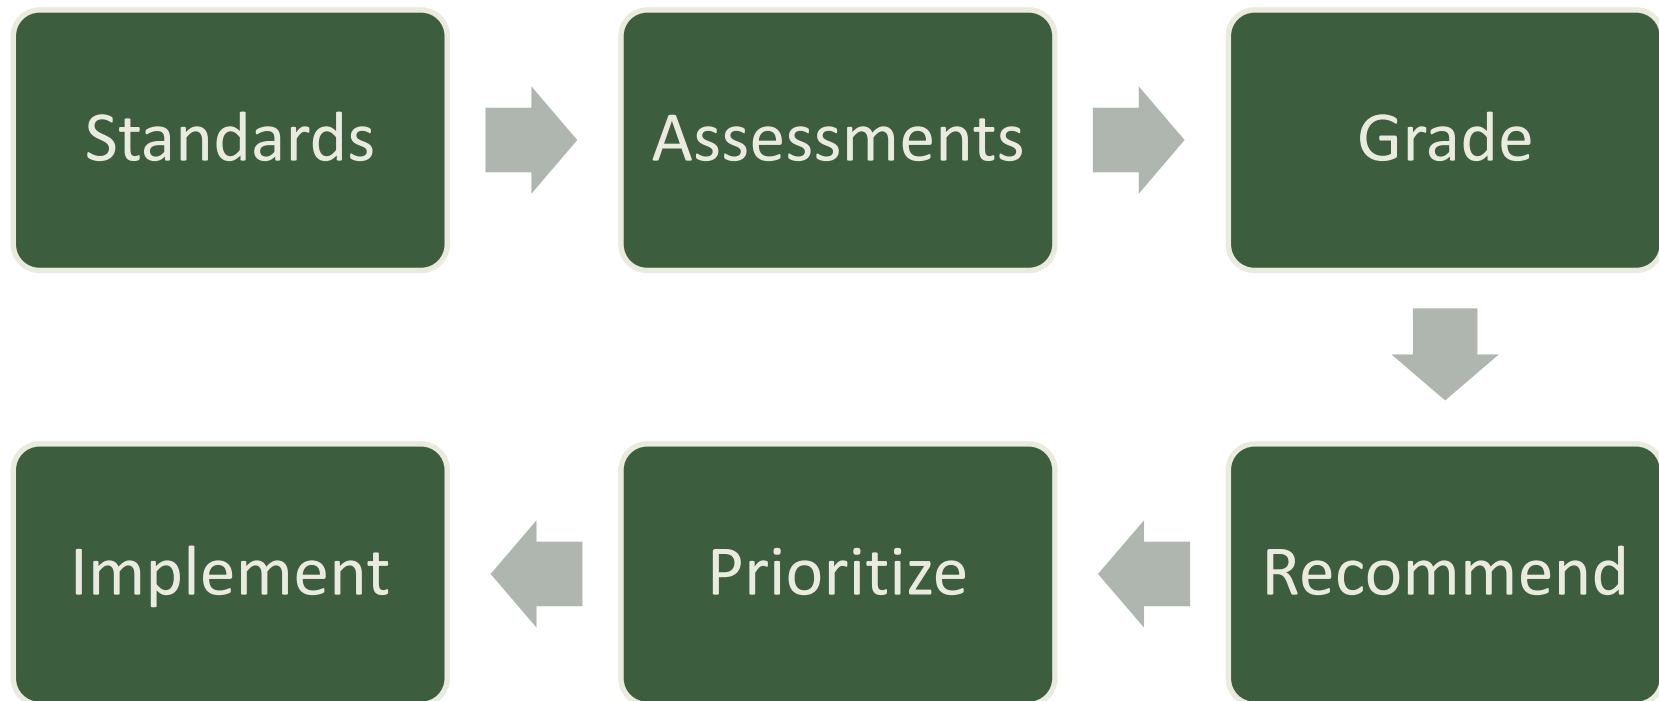 Standards
Assessments
Grade
Recommend
Prioritize
Implement